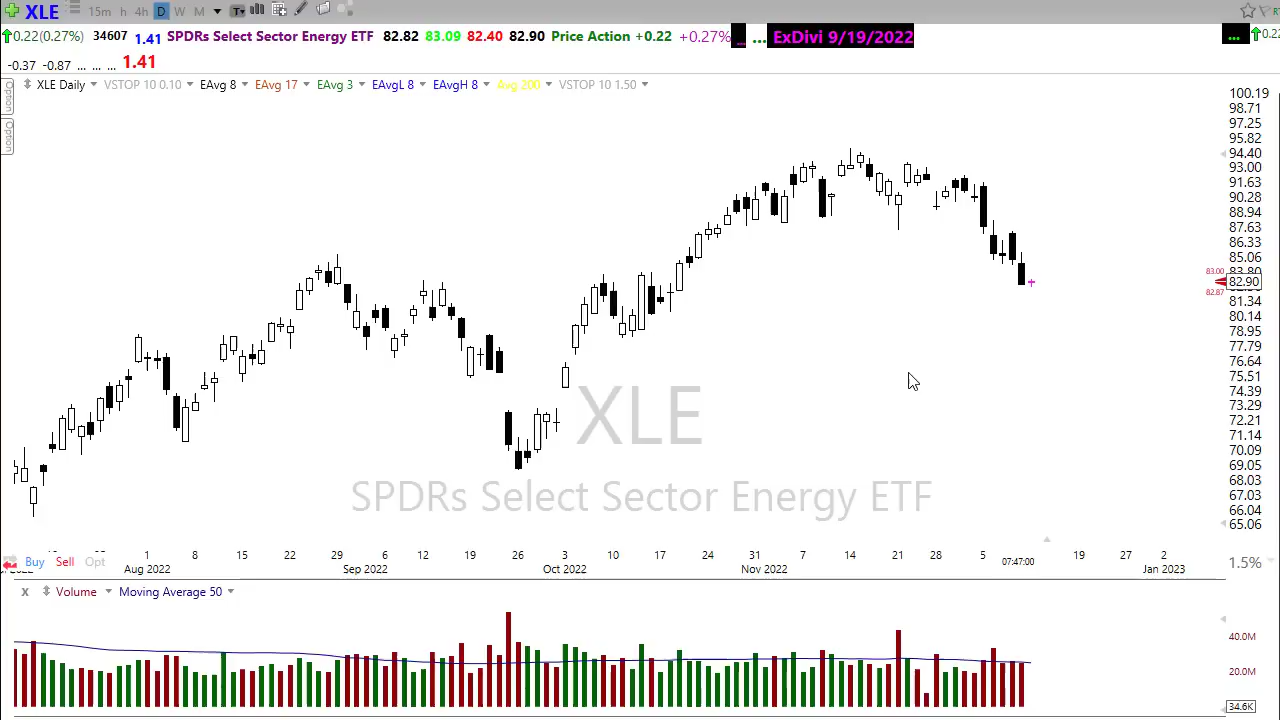 XLE 15m 1h 4h D W M T
0.22(0.27%) 34607 1.41 SPDRs Select Sector Energy ETF 82.82 83.09 82.40 82.90 Price Action +0.22 +0.27% ... ExDivi 9/19/2022 ... 0.22
-0.37 -0.87 ... ... ... 1.41
XLE Daily VSTOP 10 0.10 EAvg 8 EAvg 17 EAvg 3 EAvgL 8 EAvgH 8 Avg 200 VSTOP 10 1.50
Option
Option
100.19
98.71
97.25
95.82
94.40
93.00
91.63
90.28
88.94
87.63
86.33
85.06
83.00
82.90
82.87
81.34
80.14
78.95
77.79
76.64
75.51
74.39
73.29
72.21
71.14
70.09
69.05
68.03
67.03
66.04
65.06
XLE
SPDRs Select Sector Energy ETF
1 8 15 22 29 6 12 19 26 3 10 17 24 31 7 14 21 28 5 19 27 2
Buy Sell Opt 07:47:00 1.5%
Aug 2022 Sep 2022 Oct 2022 Nov 2022 Jan 2023
x Volume Moving Average 50
40.0M
20.0M
34.6K